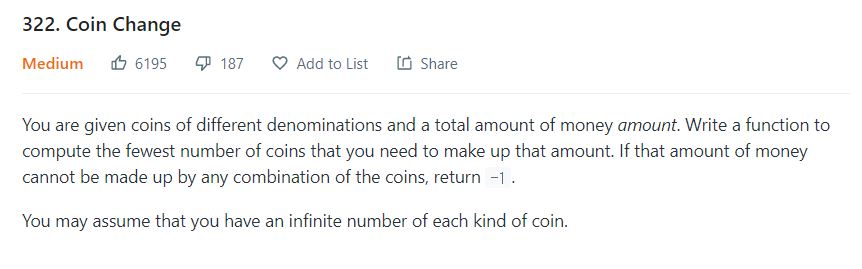 322. Coin Change
Medium 6195 187 Add to List Share
You are given coins of different denominations and a total amount of money amount. Write a function to
compute the fewest number of coins that you need to make up that amount. If that amount of money
cannot be made up by any combination of the coins, return -1.
You may assume that you have an infinite number of each kind of coin.